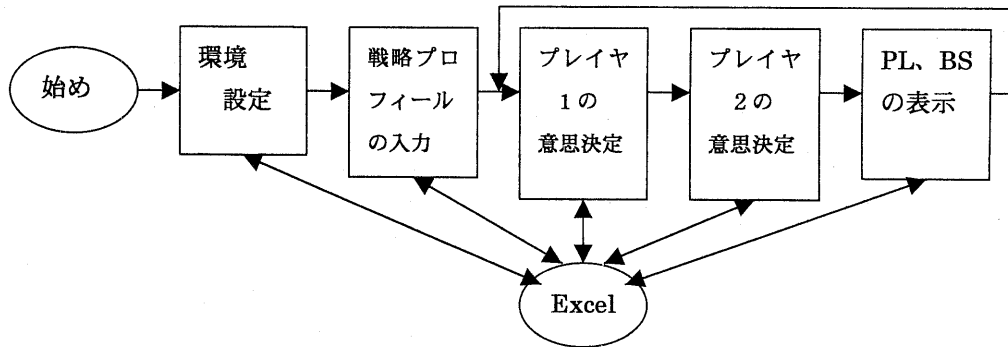 始め
環境
設定
戦略プロ
フィール
の入力
プレイヤ
1の
意思決定
プレイヤ
2の
意思決定
PL、BS
の表示
Excel